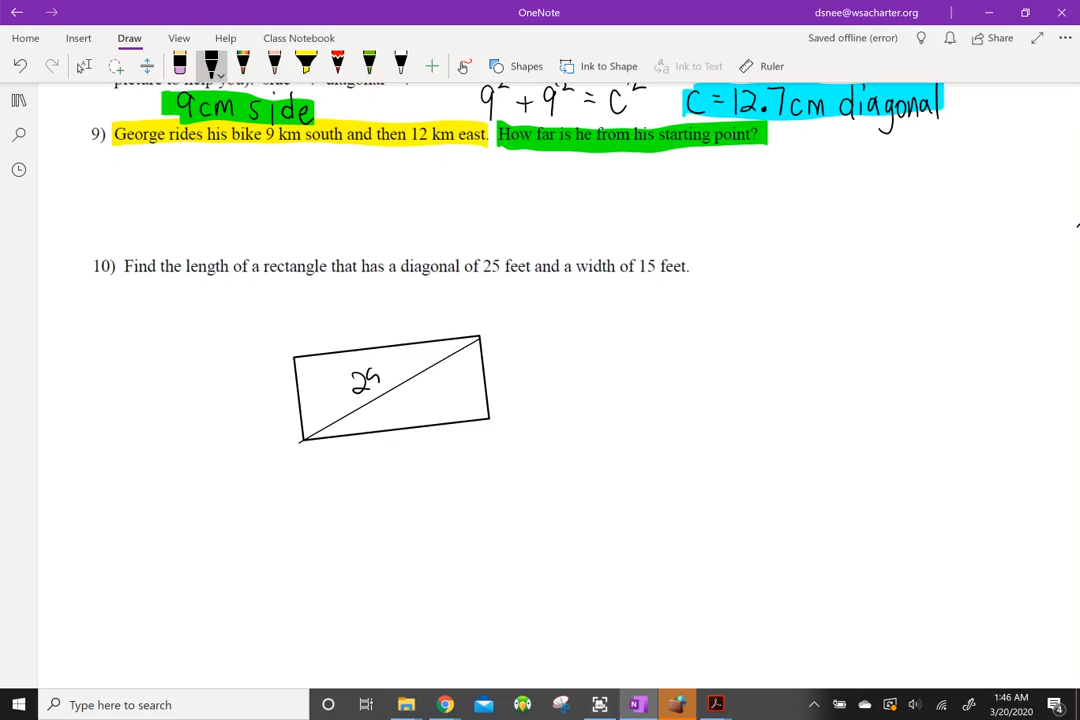 OneNote
dsnee@wsacharter.org
Home Insert Draw View Help Class Notebook
Saved offline (error) Share
Shapes Ink to Shape Ink to Text Ruler
9cm side 9² + 9² = c² c = 12.7cm diagonal
9) George rides his bike 9 km south and then 12 km east. How far is he from his starting point?
10) Find the length of a rectangle that has a diagonal of 25 feet and a width of 15 feet.
25
Type here to search
1:46 AM
3/20/2020
4